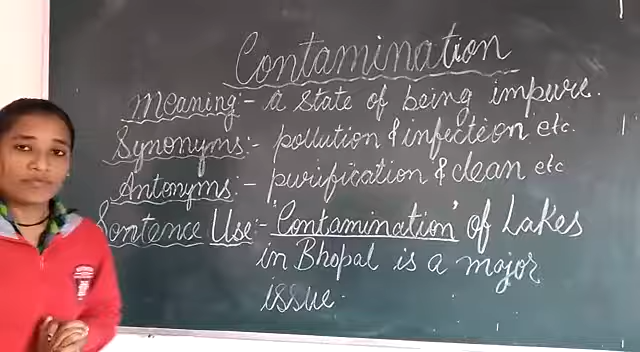 Contamination
Meaning:- a state of being impure.
Synonyms:- pollution & infection etc.
Antonyms:- purification & clean etc
Sentence Use:- 'Contamination' of Lakes
in Bhopal is a major
issue.